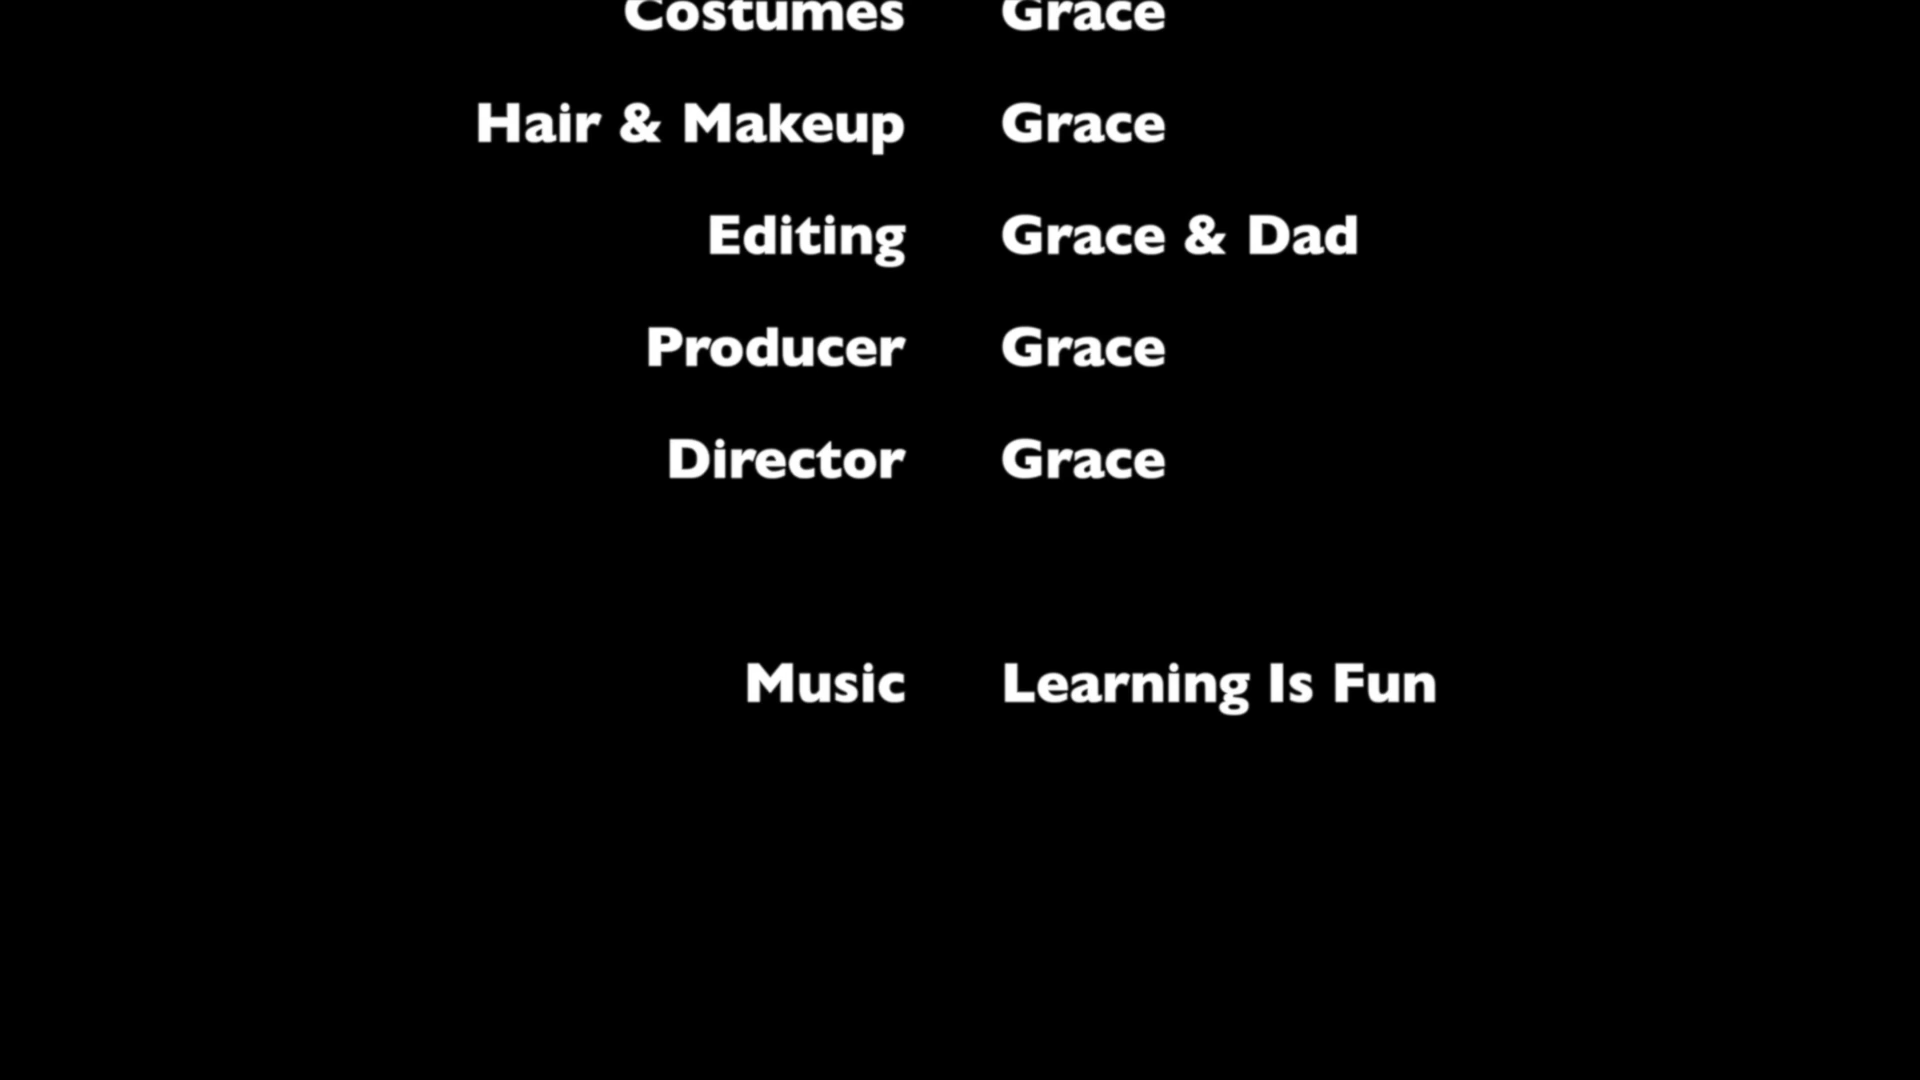 Costumes Grace
Hair & Makeup Grace
Editing Grace & Dad
Producer Grace
Director Grace
Music Learning Is Fun